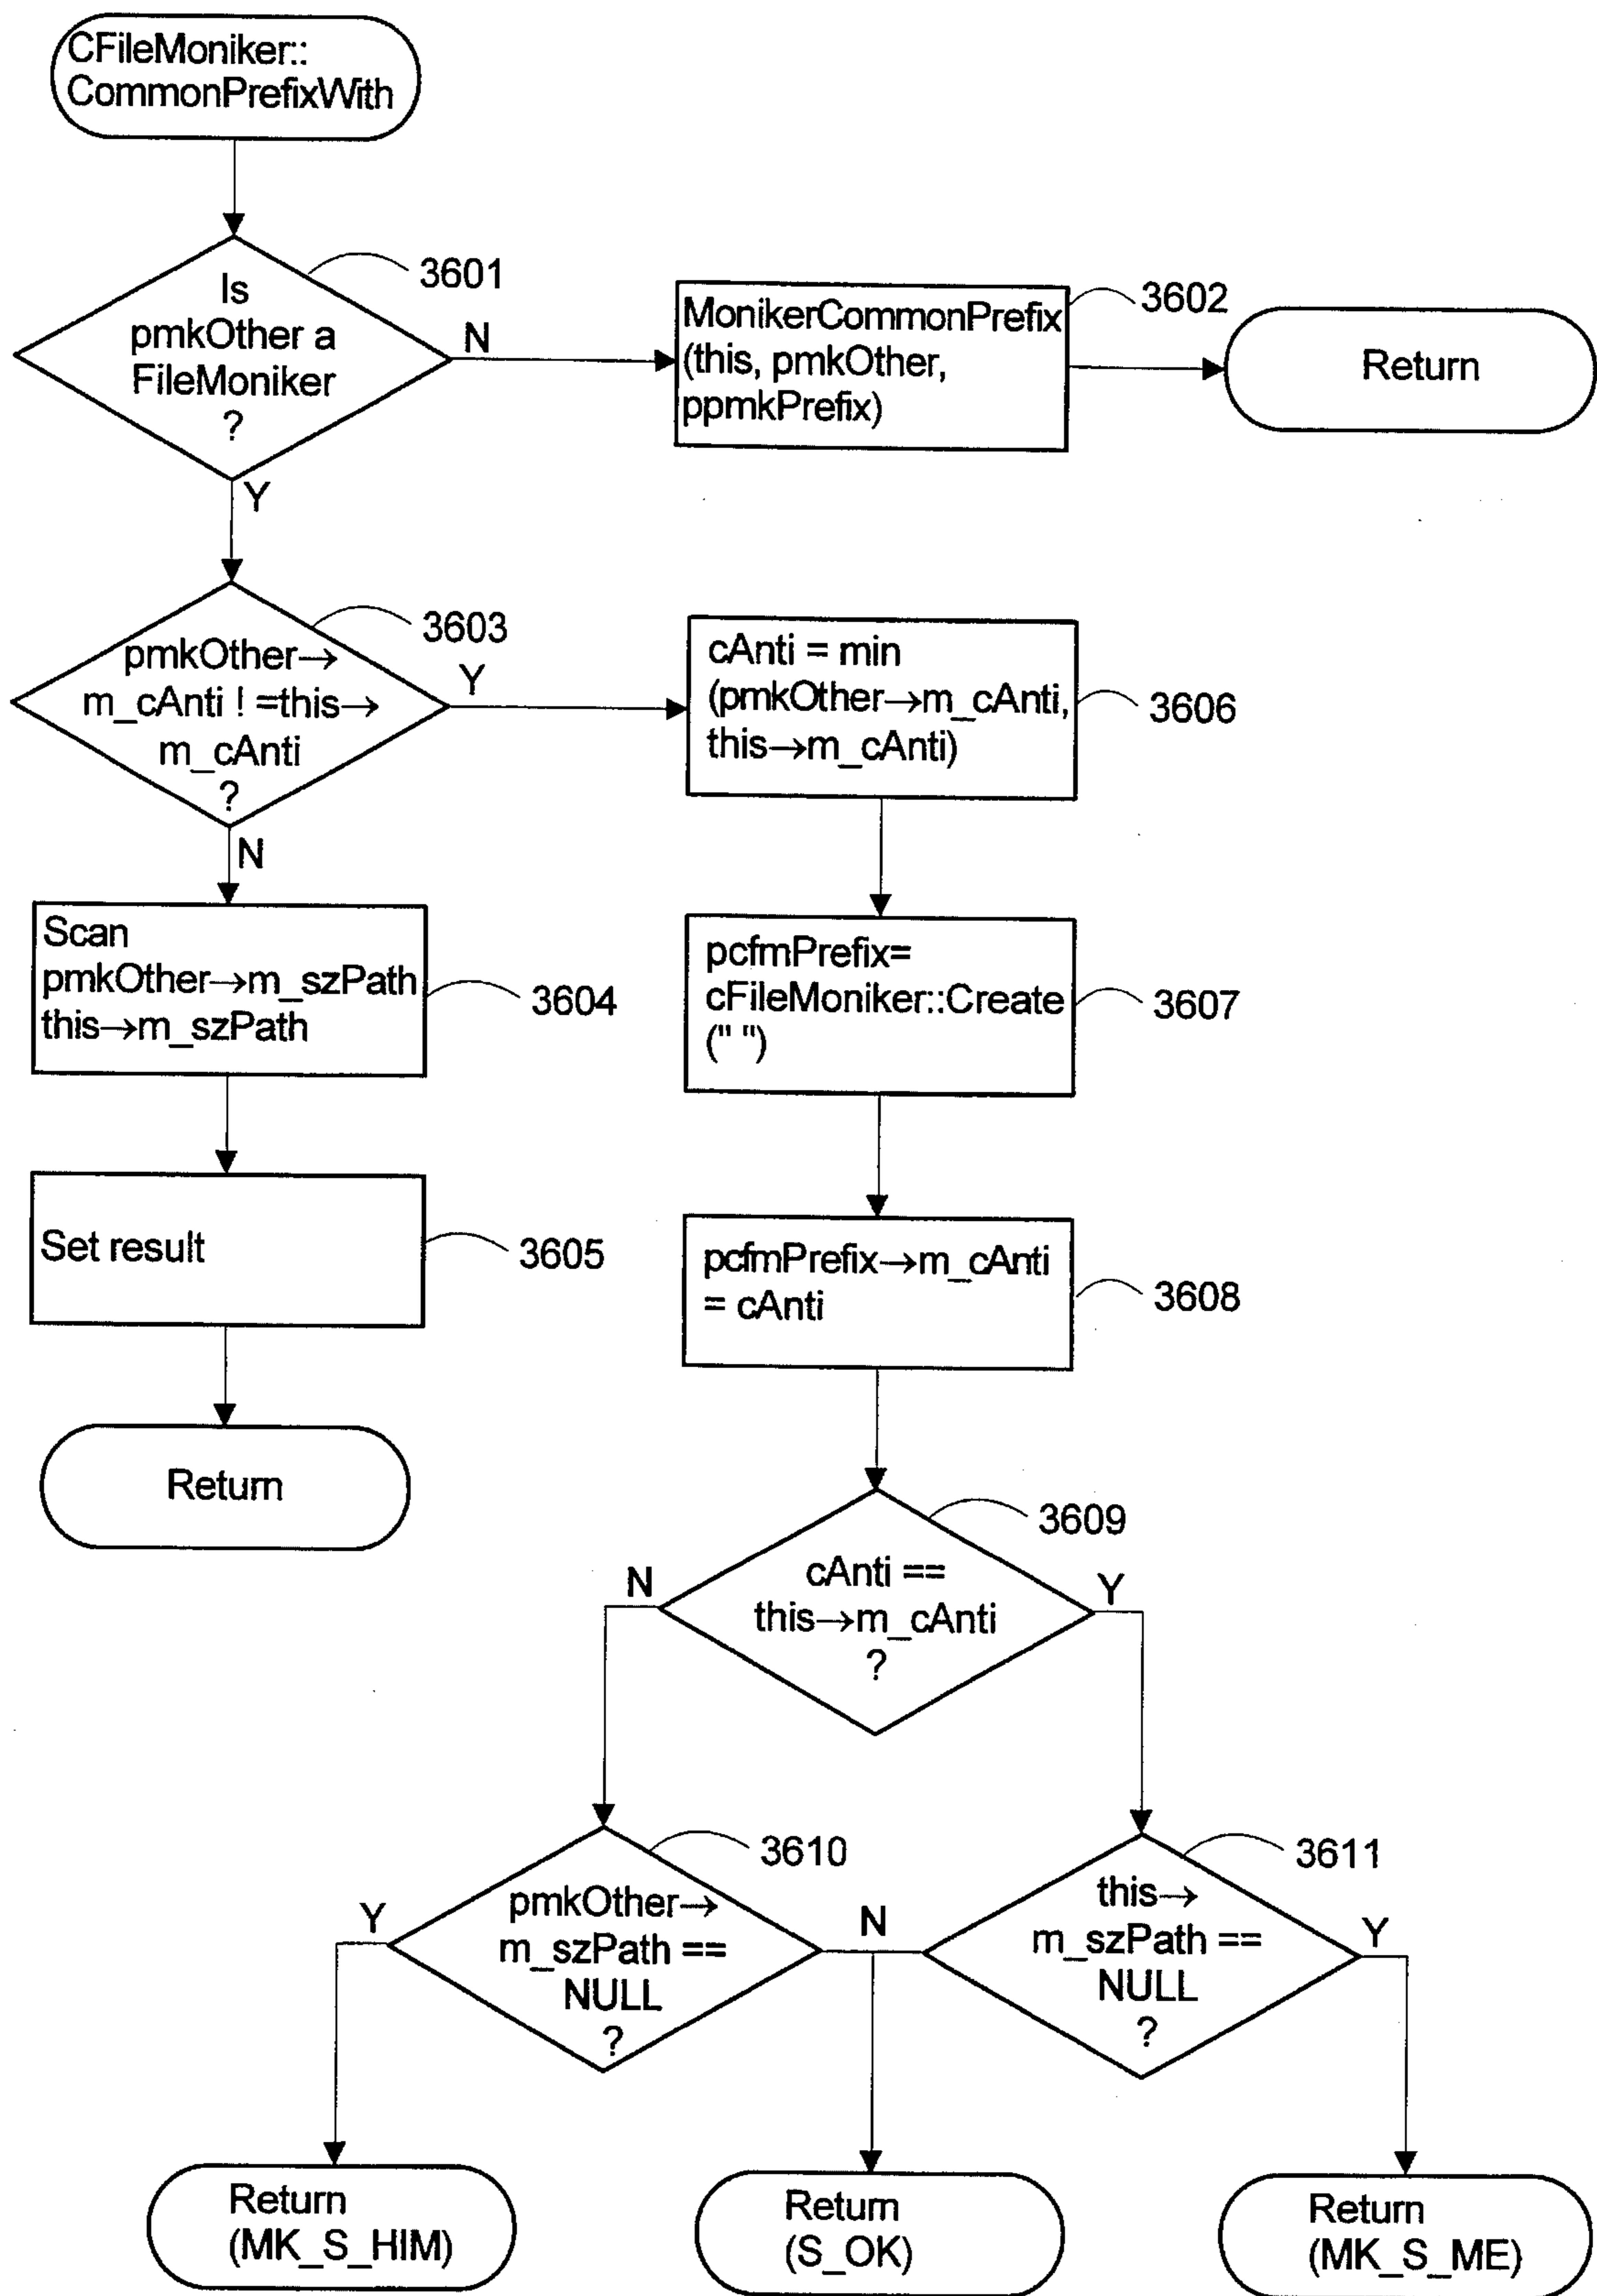 CFileMoniker::
CommonPrefixWith
3601
Is
pmkOther a
FileMoniker
?
N
Y
MonikerCommonPrefix
(this, pmkOther,
ppmkPrefix)
3602
Return
3603
pmkOther→
m_cAnti ! =this→
m_cAnti
?
Y
N
cAnti = min
(pmkOther→m_cAnti,
this→m_cAnti)
3606
Scan
pmkOther→m_szPath
this→m_szPath
3604
pcfmPrefix=
cFileMoniker::Create
(" ")
3607
Set result
3605
pcfmPrefix→m_cAnti
= cAnti
3608
Return
3609
cAnti ==
this→m_cAnti
?
N
Y
3610
pmkOther→
m_szPath ==
NULL
?
Y
N
3611
this→
m_szPath ==
NULL
?
Y
Return
(MK_S_HIM)
Return
(S_OK)
Return
(MK_S_ME)